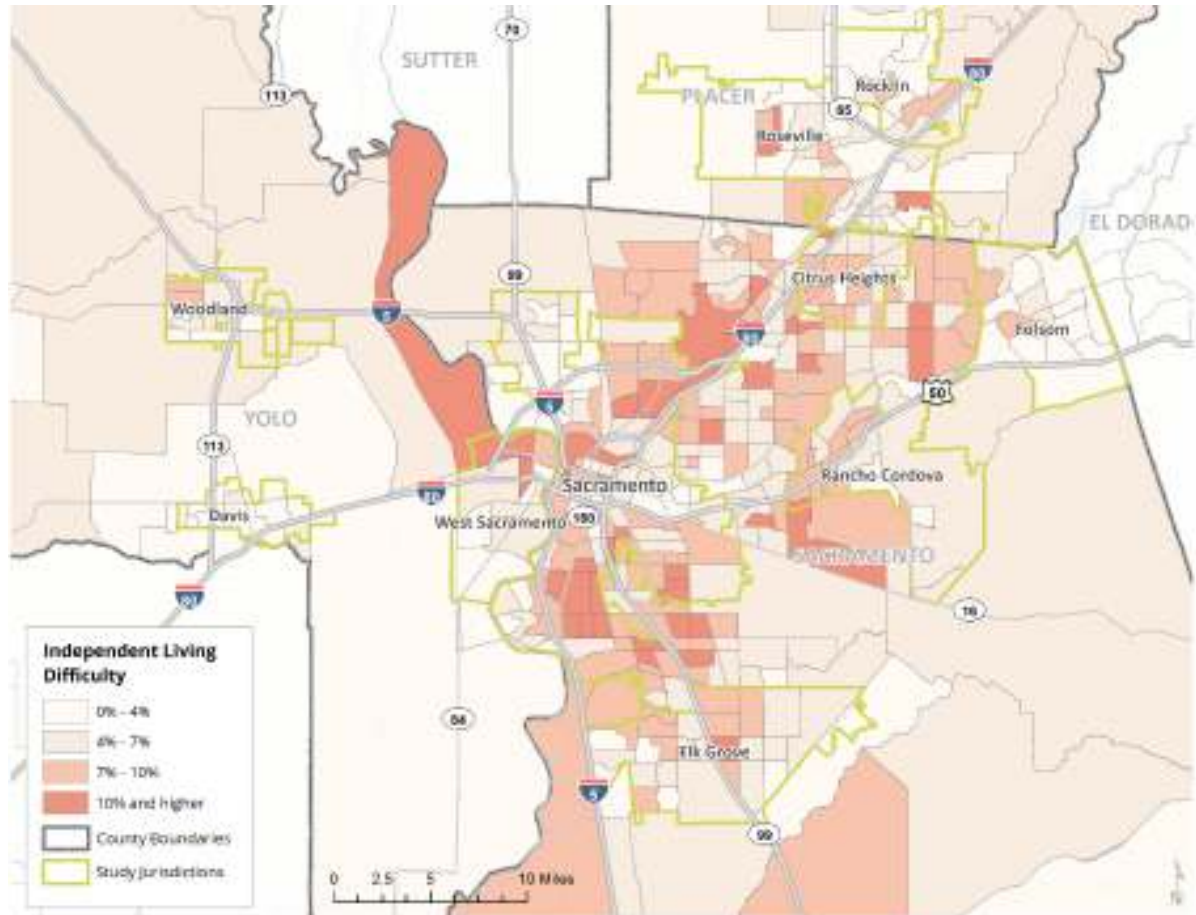 70
SUTTER
113
80
Rocklin
PLACER
65
Roseville
EL DORAD
99
Citrus Heights
Woodland
5
80
Folsom
50
YOLO
5
113
Rancho Cordova
Sacramento
80
Davis
West Sacramento
160
SACRAMENTO
80
16
Independent Living
Difficulty
0% - 4%
4% - 7%
7% - 10%
10% and higher
County Boundaries
Study Jurisdictions
84
Elk Grove
5
99
0 2.5 5 10 Miles
N